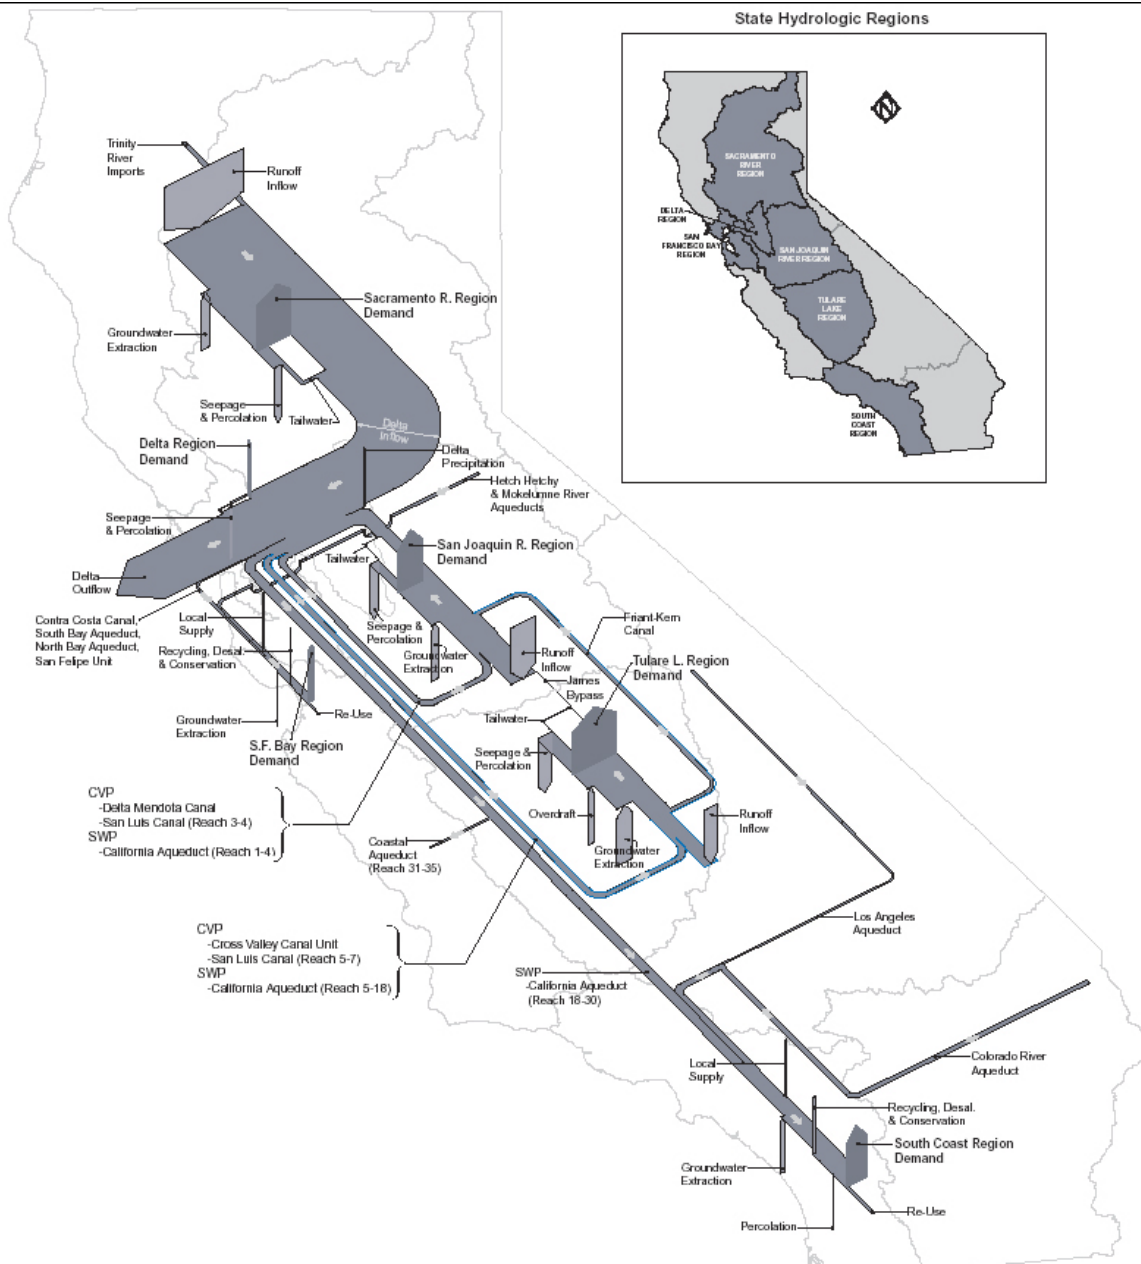 State Hydrologic Regions
SACRAMENTO
RIVER
REGION
DELTA
REGION
SAN
FRANCISCO BAY
REGION
SAN JOAQUIN
RIVER REGION
TULARE
LAKE
REGION
SOUTH
COAST
REGION
N
Trinity
River
Imports
Runoff
Inflow
Sacramento R. Region
Demand
Groundwater
Extraction
Seepage
& Percolation
Tailwater
Delta
Inflow
Delta Region
Demand
Delta
Precipitation
Hetch Hetchy
& Mokelumne River
Aqueducts
Seepage
& Percolation
Tailwater
San Joaquin R. Region
Demand
Delta
Outflow
Contra Costa Canal,
South Bay Aqueduct,
North Bay Aqueduct,
San Felipe Unit
Local
Supply
Recycling, Desal.
& Conservation
Seepage &
Percolation
Groundwater
Extraction
Runoff
Inflow
Friant-Kern
Canal
Tulare L. Region
Demand
James
Bypass
Groundwater
Extraction
Re-Use
S.F. Bay Region
Demand
Tailwater
Seepage &
Percolation
CVP
-Delta Mendota Canal
-San Luis Canal (Reach 3-4)
SWP
-California Aqueduct (Reach 1-4)
Coastal
Aqueduct
(Reach 31-35)
Overdraft
Groundwater
Extraction
Runoff
Inflow
Los Angeles
Aqueduct
CVP
-Cross Valley Canal Unit
-San Luis Canal (Reach 5-7)
SWP
-California Aqueduct (Reach 5-18)
SWP
-California Aqueduct
(Reach 18-30)
Local
Supply
Colorado River
Aqueduct
Recycling, Desal.
& Conservation
South Coast Region
Demand
Groundwater
Extraction
Re-Use
Percolation